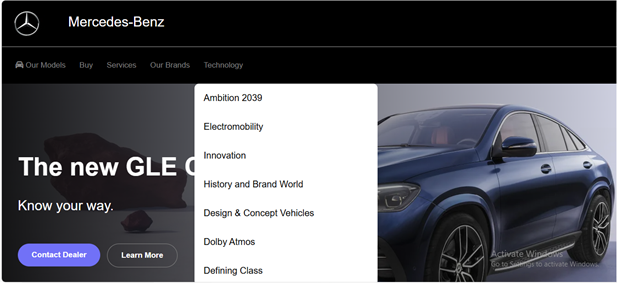 Mercedes-Benz
Our Models Buy Services Our Brands Technology
Ambition 2039
Electromobility
Innovation
History and Brand World
Design & Concept Vehicles
Dolby Atmos
Defining Class
The new GLE C
Know your way.
Contact Dealer Learn More
Activate Windows
Go to Settings to activate Windows.